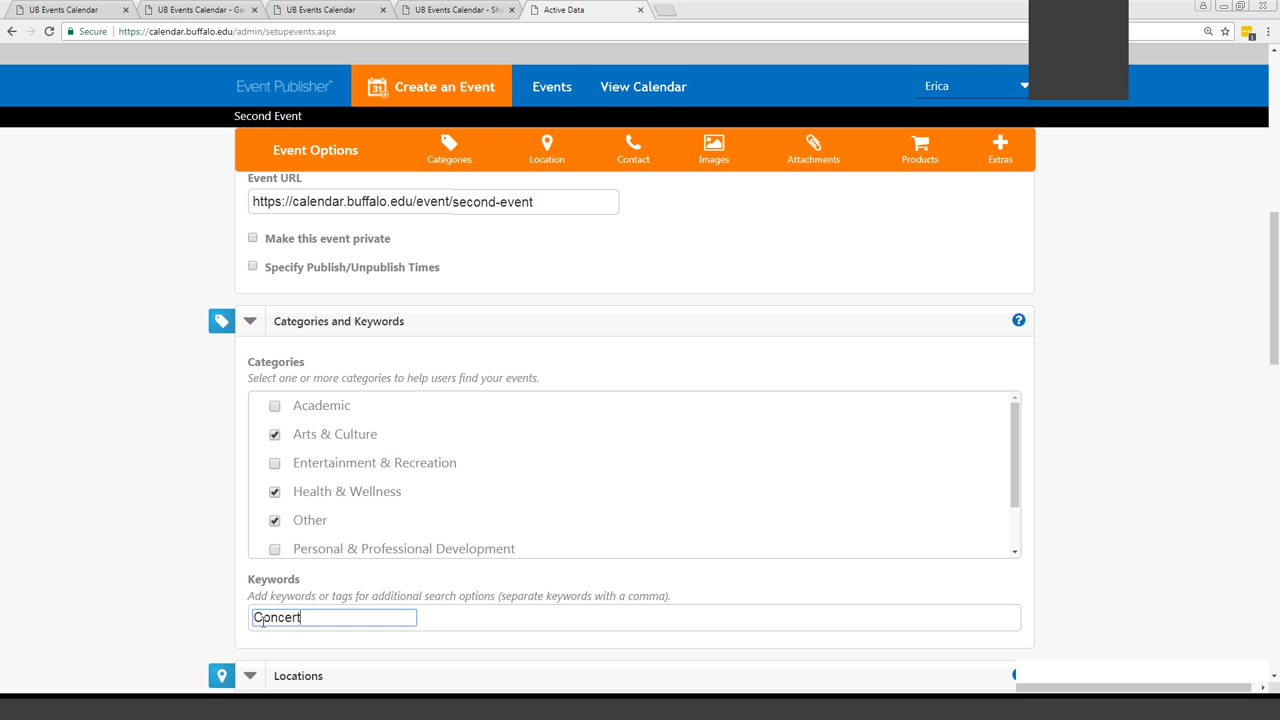 UB Events Calendar
UB Events Calendar - Ga
UB Events Calendar
UB Events Calendar - Sha
Active Data
Secure
https://calendar.buffalo.edu/admin/setupevents.aspx
Event Publisher™
31
Create an Event
Events
View Calendar
Erica
Second Event
Event Options
Categories
Location
Contact
Images
Attachments
Products
Extras
Event URL
https://calendar.buffalo.edu/event/second-event
Make this event private
Specify Publish/Unpublish Times
Categories and Keywords
?
Categories
Select one or more categories to help users find your events.
Academic
Arts & Culture
Entertainment & Recreation
Health & Wellness
Other
Personal & Professional Development
Keywords
Add keywords or tags for additional search options (separate keywords with a comma).
Concert
Locations